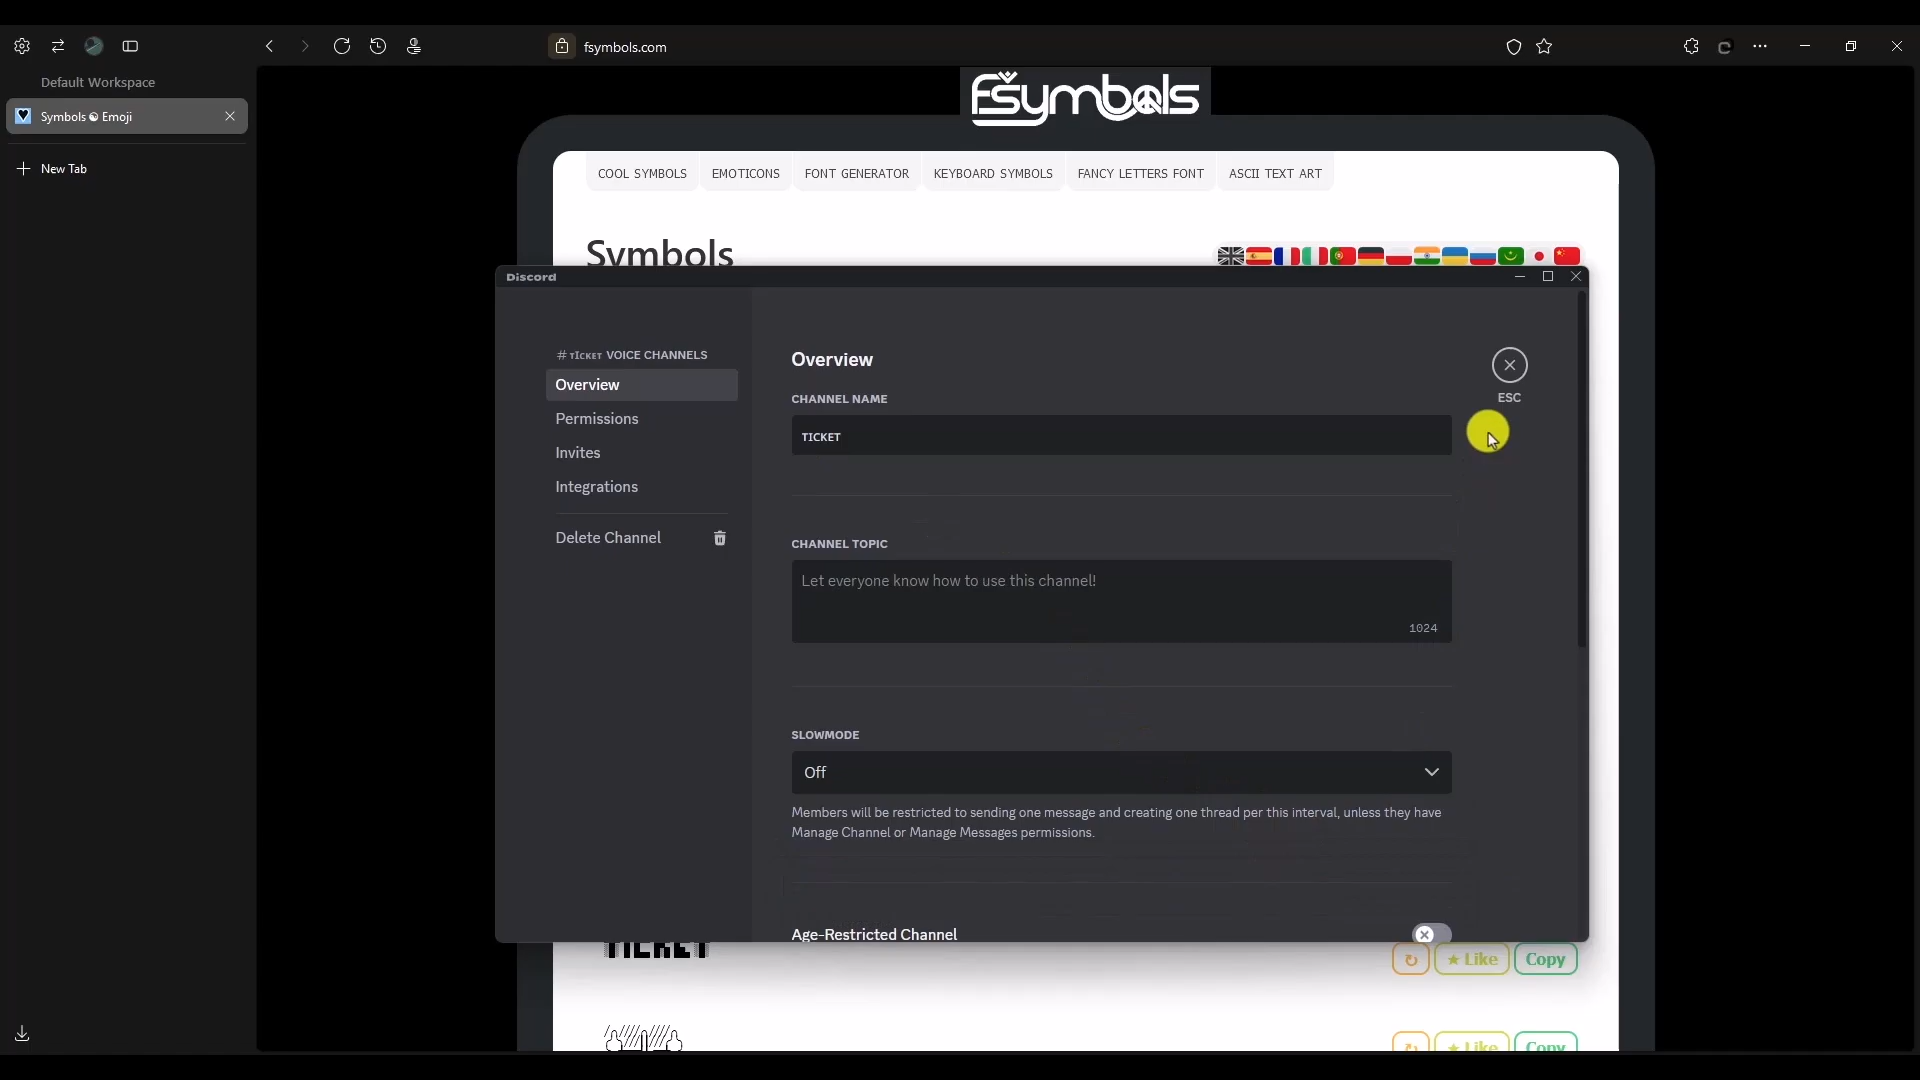 fsymbols.com
Default Workspace
Symbols ☯ Emoji
New Tab
fsymbols
COOL SYMBOLS
EMOTICONS
FONT GENERATOR
KEYBOARD SYMBOLS
FANCY LETTERS FONT
ASCII TEXT ART
Symbols
Discord
# ᴛɪᴄᴋᴇᴛ VOICE CHANNELS
Overview
Permissions
Invites
Integrations
Delete Channel
Overview
ESC
CHANNEL NAME
ᴛɪᴄᴋᴇᴛ
CHANNEL TOPIC
Let everyone know how to use this channel!
1024
SLOWMODE
Off
Members will be restricted to sending one message and creating one thread per this interval, unless they have
Manage Channel or Manage Messages permissions.
Age-Restricted Channel
TICKET
↻ ★ Like Copy
↻ ★ Like Copy